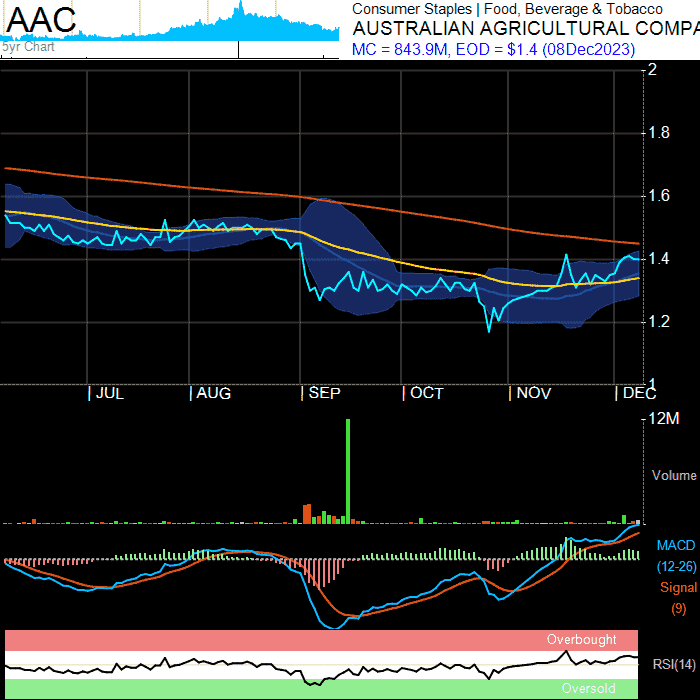 AAC
5yr Chart
Consumer Staples | Food, Beverage & Tobacco
AUSTRALIAN AGRICULTURAL COMPA
MC = 843.9M, EOD = $1.4 (08Dec2023)
2
1.8
1.6
1.4
1.2
1
JUL AUG SEP OCT NOV DEC
12M
Volume
MACD
(12-26)
Signal
(9)
Overbought
RSI(14)
Oversold